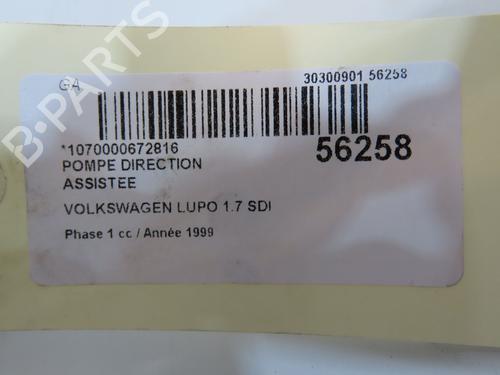 GA
30300901 56258
*1070000672816
56258
POMPE DIRECTION
ASSISTEE
VOLKSWAGEN LUPO 1.7 SDI
Phase 1 cc / Année 1999
B-PARTS